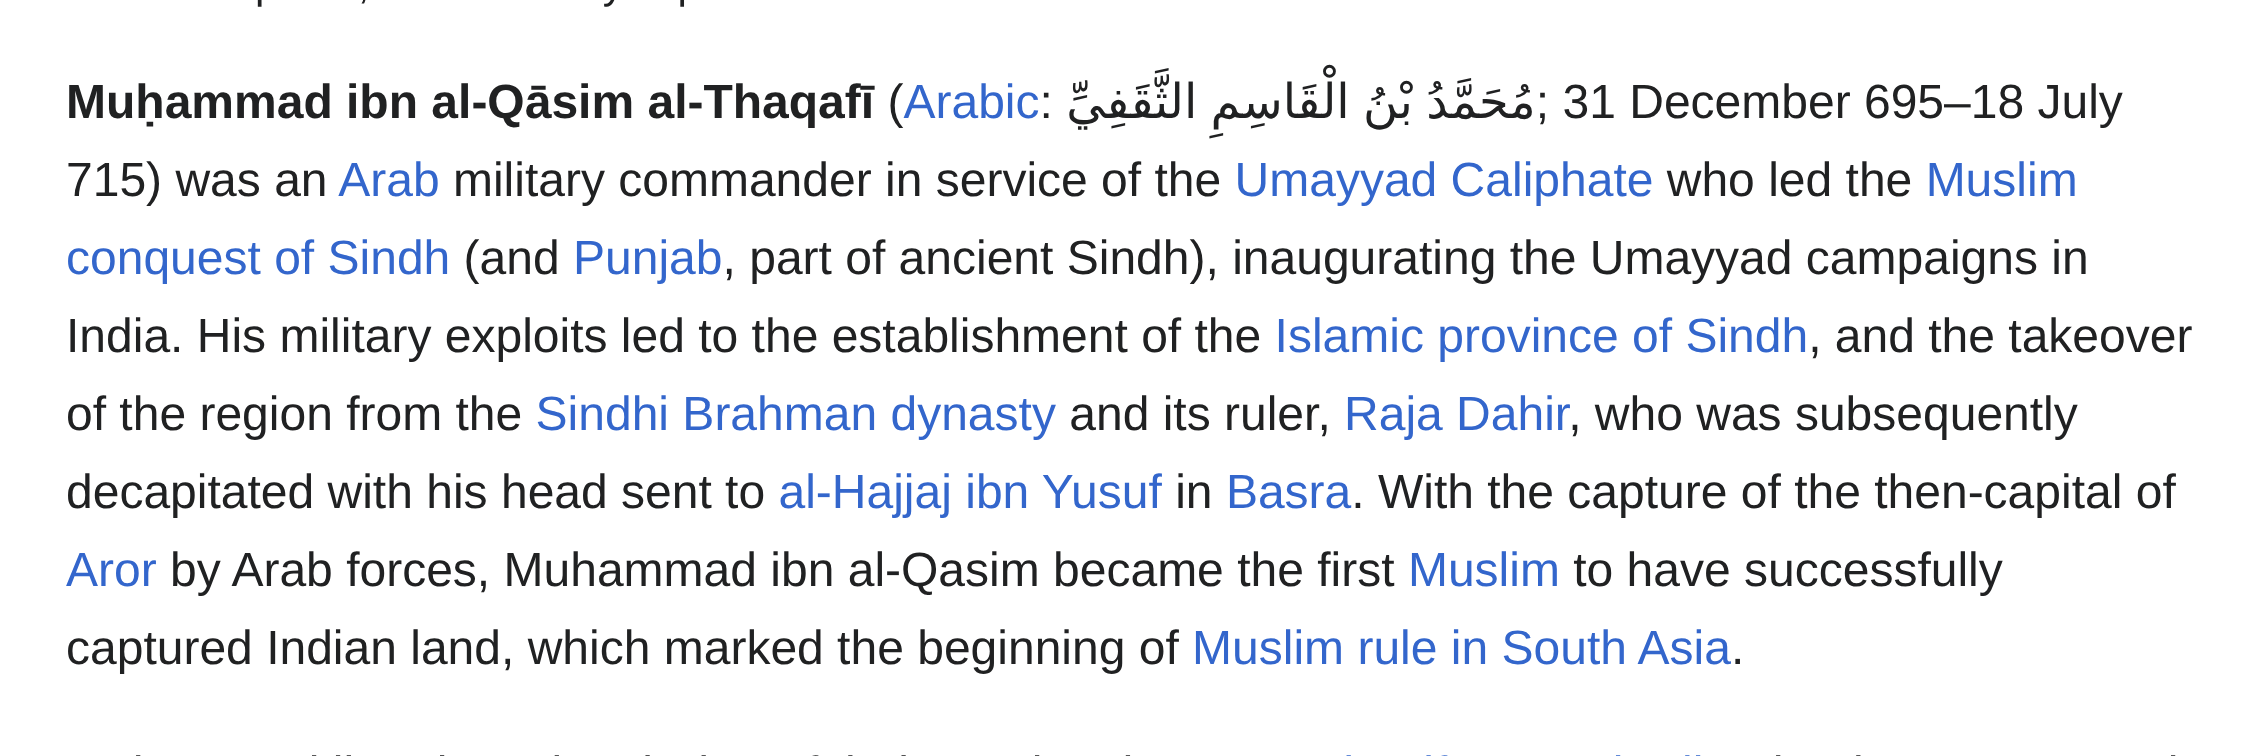 Muḥammad ibn al-Qāsim al-Thaqafī (Arabic: مُحَمَّدُ بْنُ الْقَاسِمِ الثَّقَفِيِّ; 31 December 695–18 July
715) was an Arab military commander in service of the Umayyad Caliphate who led the Muslim
conquest of Sindh (and Punjab, part of ancient Sindh), inaugurating the Umayyad campaigns in
India. His military exploits led to the establishment of the Islamic province of Sindh, and the takeover
of the region from the Sindhi Brahman dynasty and its ruler, Raja Dahir, who was subsequently
decapitated with his head sent to al-Hajjaj ibn Yusuf in Basra. With the capture of the then-capital of
Aror by Arab forces, Muhammad ibn al-Qasim became the first Muslim to have successfully
captured Indian land, which marked the beginning of Muslim rule in South Asia.